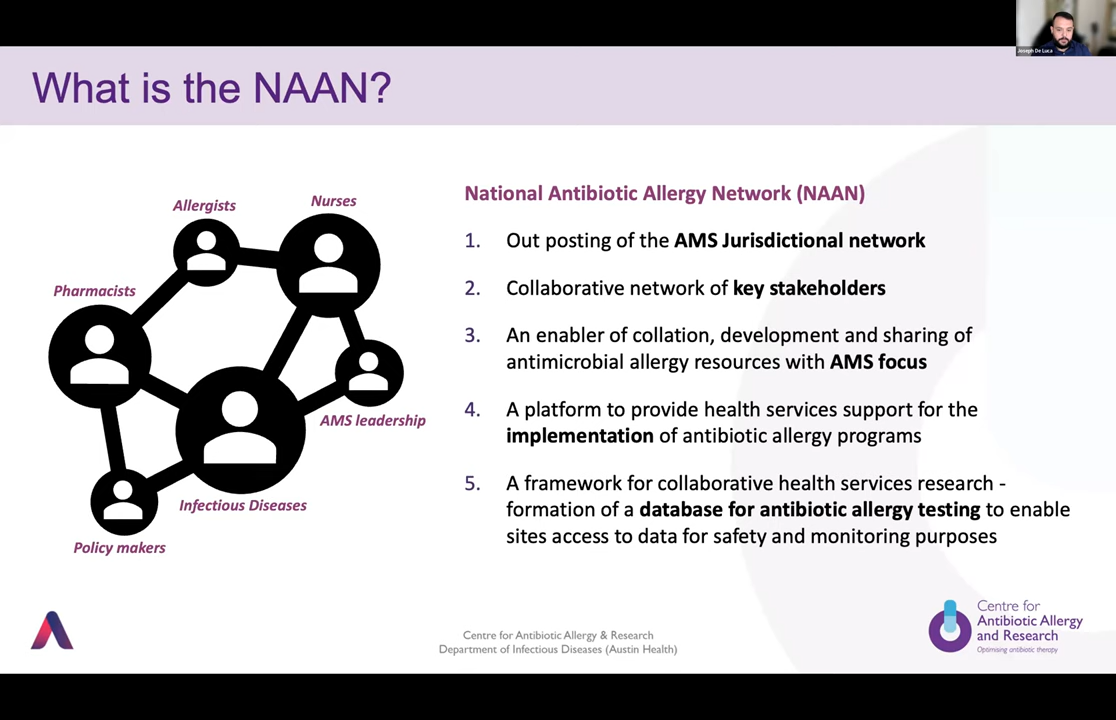 Joseph De Luca
What is the NAAN?
Allergists
Nurses
Pharmacists
AMS leadership
Infectious Diseases
Policy makers
National Antibiotic Allergy Network (NAAN)
1. Out posting of the AMS Jurisdictional network
2. Collaborative network of key stakeholders
3. An enabler of collation, development and sharing of
antimicrobial allergy resources with AMS focus
4. A platform to provide health services support for the
implementation of antibiotic allergy programs
5. A framework for collaborative health services research -
formation of a database for antibiotic allergy testing to enable
sites access to data for safety and monitoring purposes
Centre for Antibiotic Allergy & Research
Department of Infectious Diseases (Austin Health)
Centre for
Antibiotic Allergy
and Research
Optimising antibiotic therapy